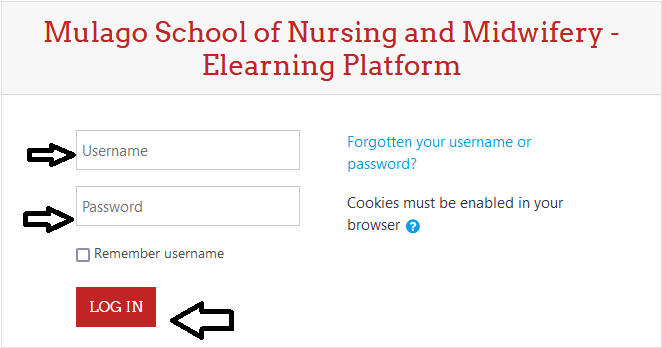 Mulago School of Nursing and Midwifery -
Elearning Platform
Username
Password
Remember username
LOG IN
Forgotten your username or
password?
Cookies must be enabled in your
browser ?